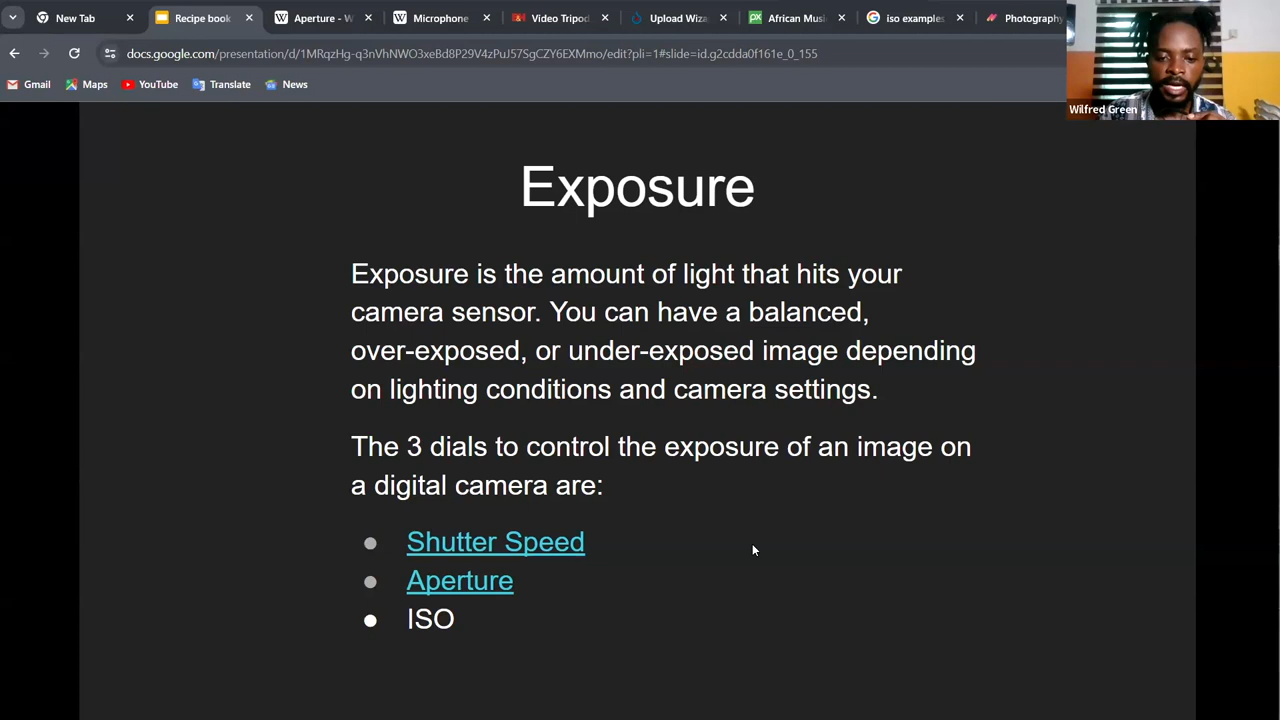 New Tab
Recipe book
Aperture - W
Microphone
Video Tripod
Upload Wiza
African Musi
iso examples
Photography
docs.google.com/presentation/d/1MRqzHg-q3nVhNWO3xeBd8P29V4zPuJ57SgCZY6EXMmo/edit?pli=1#slide=id.g2cdda0f161e_0_155
Gmail
Maps
YouTube
Translate
News
Wilfred Green
Exposure
Exposure is the amount of light that hits your
camera sensor. You can have a balanced,
over-exposed, or under-exposed image depending
on lighting conditions and camera settings.
The 3 dials to control the exposure of an image on
a digital camera are:
● Shutter Speed
● Aperture
● ISO